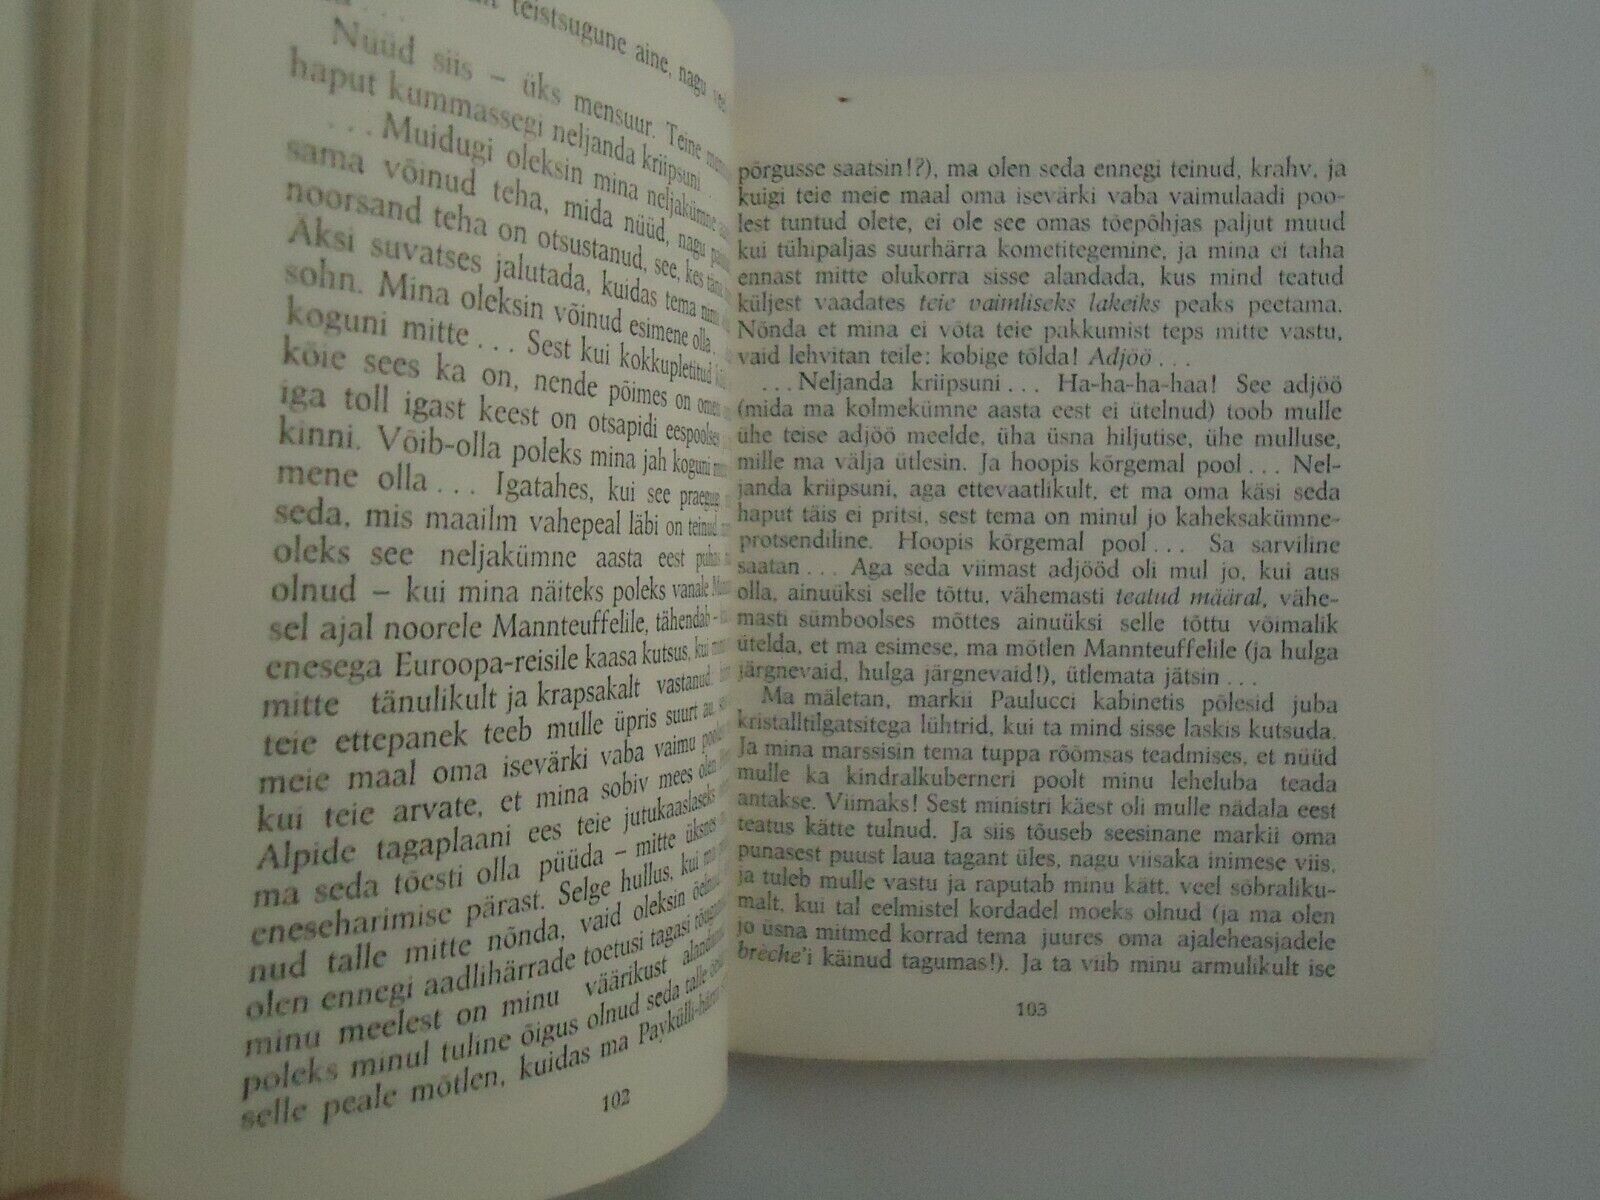 teistsugune aine, nagu
Nüüd siis – üks mensuur. Teine
haput kummassegi neljanda kriipsuni
. . . Muidugi oleksin mina neljakümne
sama võinud teha, mida nüüd, nagu
noorsand teha on otsustanud, see, kes
Äksi suvatses jalutada, kuidas tema
sohn. Mina oleksin võinud esimene olla
koguni mitte . . . Sest kui kokkupletitud
köie sees ka on, nende põimes on
iga toll igast keest on otsapidi eespoolses
kinni. Võib-olla poleks mina jah koguni
mene olla . . . Igatahes, kui see praegug
seda, mis maailm vahepeal läbi on teinud
oleks see neljakümne aasta eest puhas
olnud – kui mina näiteks poleks vanale
sel ajal noorele Mannteuffelile, tähendab –
enesega Euroopa-reisile kaasa kutsus, kui
mitte tänulikult ja krapsakalt vastanud
teie ettepanek teeb mulle üpris suurt au
meie maal oma isevärki vaba vaimu
kui teie arvate, et mina sobiv mees olen
Alpide tagaplaani ees teie jutukaaslaseks
ma seda tõesti olla püüda – mitte üksnes
eneseharimise pärast. Selge hullus, kui ma
nud talle mitte nõnda, vaid oleksin
olen ennegi aadlihärrade toetusi tagasi
minu meelest on minu väärikust
poleks minul tuline õigus olnud seda talle
selle peale mõtlen, kuidas ma
102
põrgusse saatsin!?), ma olen seda ennegi teinud, krahv, ja
kuigi teie meie maal oma isevärki vaba vaimulaadi poo-
lest tuntud olete, ei ole see omas tõepõhjas paljut muud
kui tühipaljas suurhärra kometitegemine, ja mina ei taha
ennast mitte olukorra sisse alandada, kus mind teatud
küljest vaadates teie vaimliseks lakeiks peaks peetama.
Nõnda et mina ei võta teie pakkumist teps mitte vastu,
vaid lehvitan teile: kobige tõlda! Adjöö . . .
. . . Neljanda kriipsuni . . . Ha-ha-ha-haa! See adjöö
(mida ma kolmekümne aasta eest ei ütelnud) toob mulle
ühe teise adjöö meelde, üha üsna hiljutise, ühe mulluse,
mille ma välja ütlesin. Ja hoopis kõrgemal pool . . . Nel-
janda kriipsuni, aga ettevaatlikult, et ma oma käsi seda
haput täis ei pritsi, sest tema on minul jo kaheksakümne-
protsendiline. Hoopis kõrgemal pool . . . Sa sarviline
saatan . . . Aga seda viimast adjööd oli mul jo, kui aus
olla, ainuüksi selle tõttu, vähemasti teatud määral, vähe-
masti sümboolses mõttes ainuüksi selle tõttu võimalik
ütelda, et ma esimese, ma mõtlen Mannteuffelile (ja hulga
järgnevaid, hulga järgnevaid!), ütlemata jätsin . . .
Ma mäletan, markii Paulucci kabinetis põlesid juba
kristalltilgatsitega lühtrid, kui ta mind sisse laskis kutsuda.
Ja mina marssisin tema tuppa rõõmsas teadmises, et nüüd
mulle ka kindralkuberneri poolt minu leheluba teada
antakse. Viimaks! Sest ministri käest oli mulle nädala eest
teatus kätte tulnud. Ja siis tõuseb seesinane markii oma
punasest puust laua tagant üles, nagu viisaka inimese viis,
ja tuleb mulle vastu ja raputab minu kätt, veel sõbraliku-
malt, kui tal eelmistel kordadel moeks olnud (ja ma olen
jo üsna mitmed korrad tema juures oma ajaleheasjadele
brèche'i käinud tagumas!). Ja ta viib minu armulikult ise
103